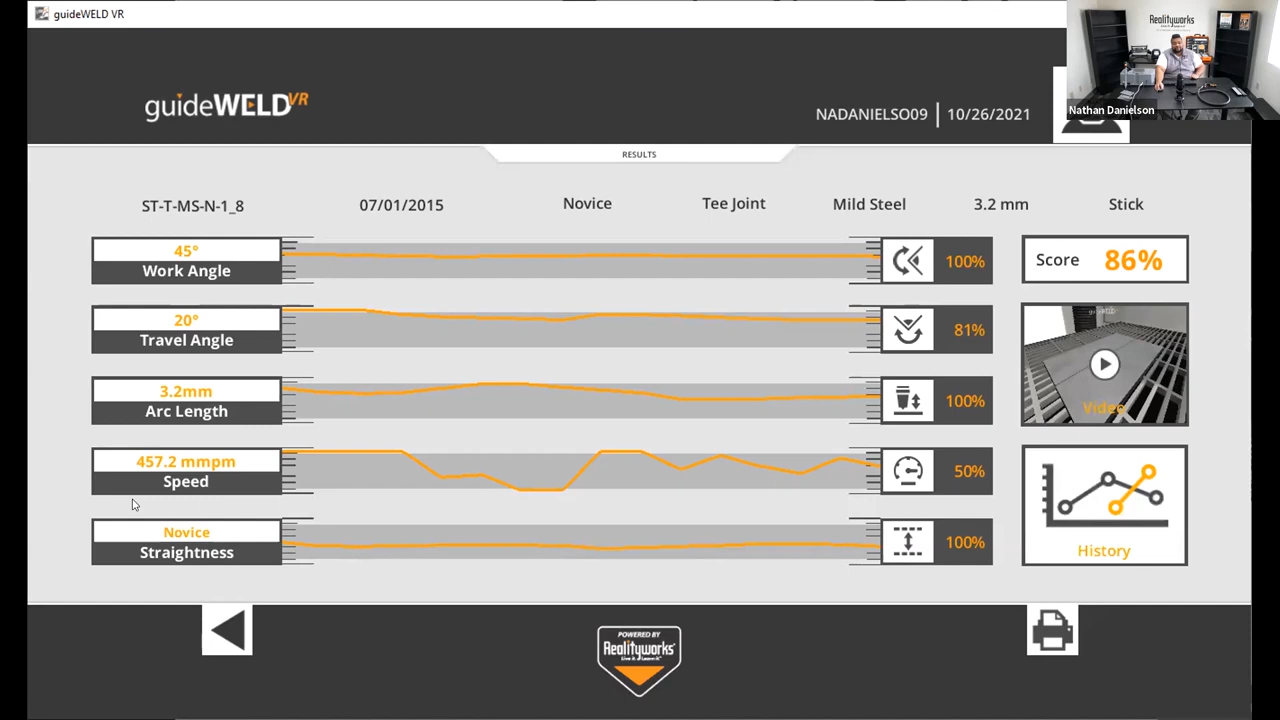 guideWELD VR
Realityworks
Nathan Danielson
guideWELD VR
NADANIELSO09 | 10/26/2021
RESULTS
ST-T-MS-N-1_8 07/01/2015 Novice Tee Joint Mild Steel 3.2 mm Stick
45°
Work Angle
100%
Score 86%
20°
Travel Angle
81%
3.2mm
Arc Length
100%
Video
457.2 mmpm
Speed
50%
Novice
Straightness
100%
History
POWERED BY
Realityworks